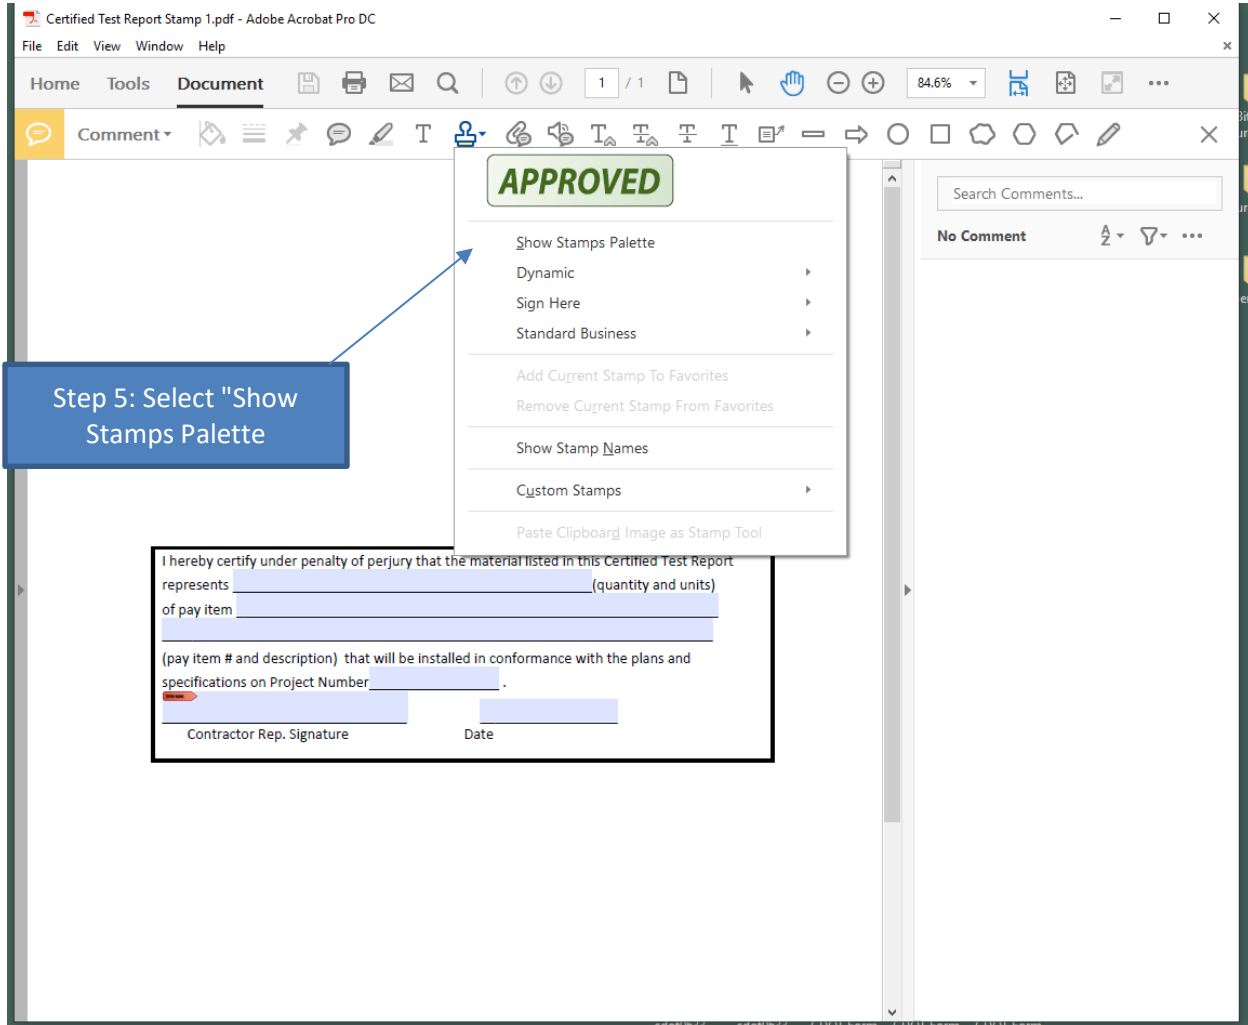 Certified Test Report Stamp 1.pdf - Adobe Acrobat Pro DC
File Edit View Window Help
Home Tools Document 1 / 1 84.6%
Comment
APPROVED
Show Stamps Palette
Dynamic
Sign Here
Standard Business
Add Current Stamp To Favorites
Remove Current Stamp From Favorites
Show Stamp Names
Custom Stamps
Paste Clipboard Image as Stamp Tool
Search Comments...
No Comment
Step 5: Select "Show
Stamps Palette
I hereby certify under penalty of perjury that the material listed in this Certified Test Report
represents (quantity and units)
of pay item
(pay item # and description) that will be installed in conformance with the plans and
specifications on Project Number .
Contractor Rep. Signature Date